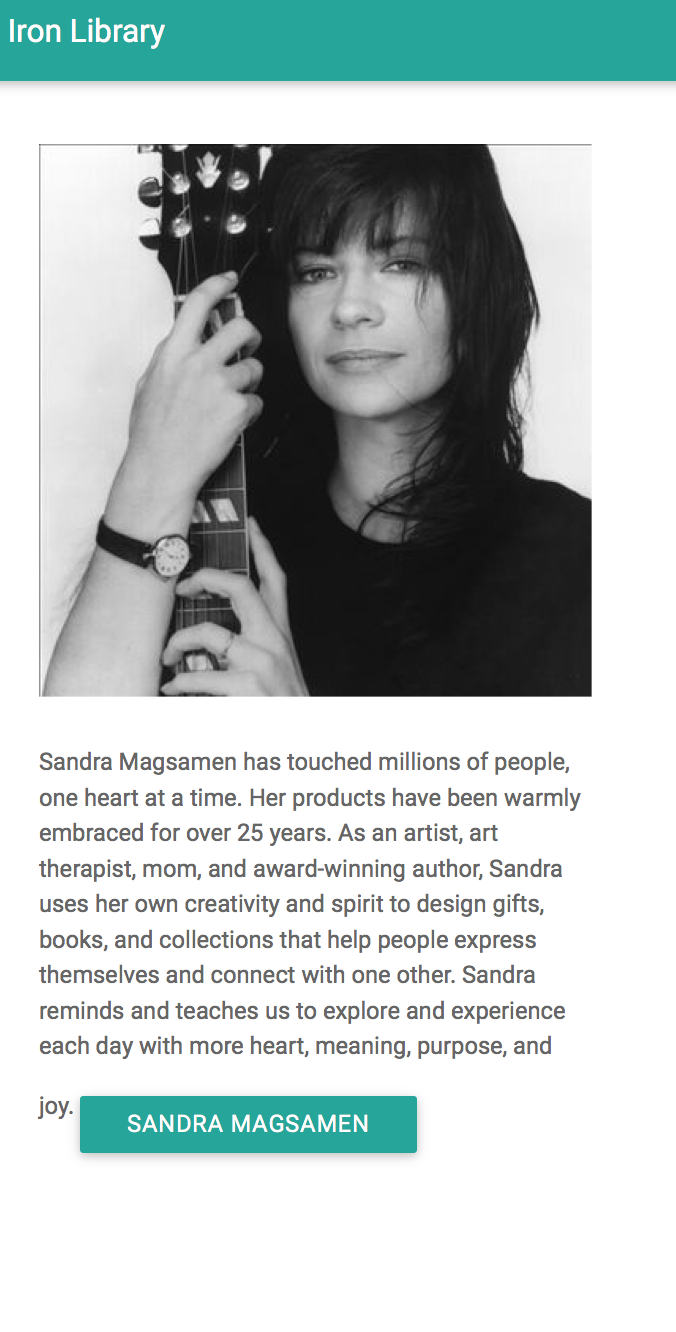 Iron Library
Sandra Magsamen has touched millions of people,
one heart at a time. Her products have been warmly
embraced for over 25 years. As an artist, art
therapist, mom, and award-winning author, Sandra
uses her own creativity and spirit to design gifts,
books, and collections that help people express
themselves and connect with one other. Sandra
reminds and teaches us to explore and experience
each day with more heart, meaning, purpose, and
joy. SANDRA MAGSAMEN